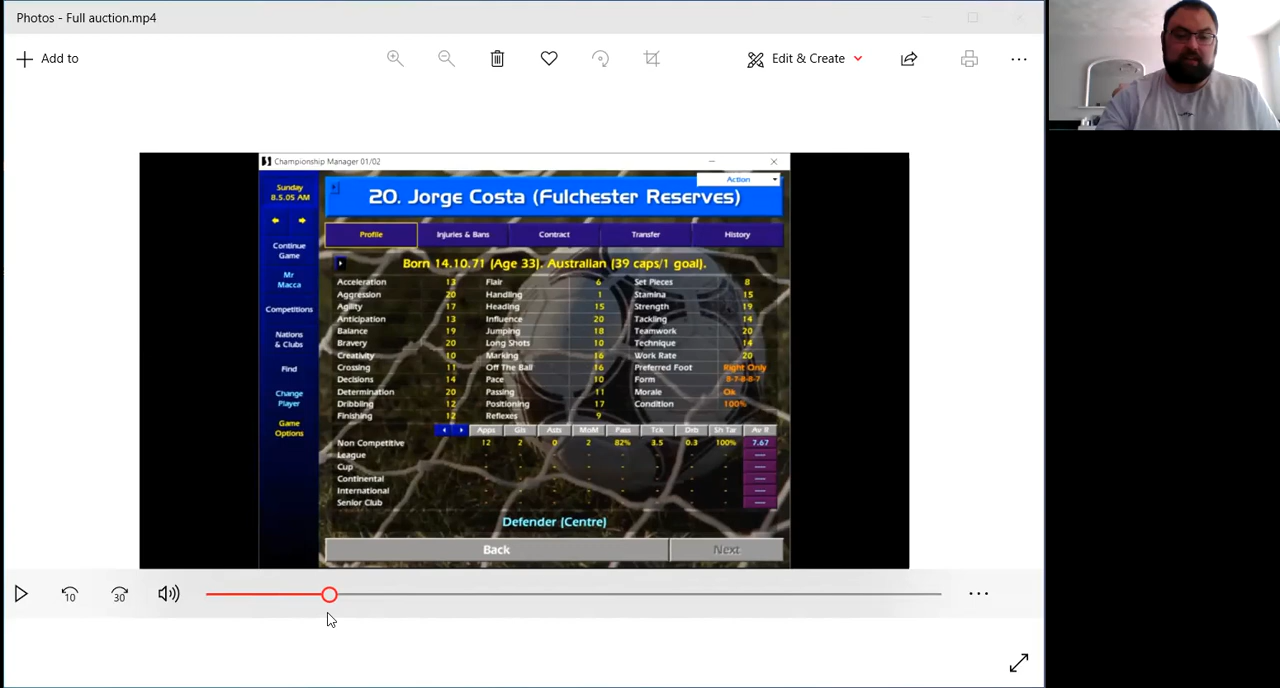 Photos - Full auction.mp4
Add to
Edit & Create
Championship Manager 01/02
Action
Sunday
8.5.05 AM
20. Jorge Costa (Fulchester Reserves)
Profile Injuries & Bans Contract Transfer History
Continue
Game
Mr
Macca
Competitions
Nations
& Clubs
Find
Change
Player
Game
Options
Born 14.10.71 (Age 33). Australian (39 caps/1 goal).
Acceleration 13 Flair 6 Set Pieces 8
Aggression 20 Handling 1 Stamina 15
Agility 17 Heading 15 Strength 19
Anticipation 13 Influence 20 Tackling 14
Balance 19 Jumping 18 Teamwork 20
Bravery 20 Long Shots 10 Technique 14
Creativity 10 Marking 16 Work Rate 20
Crossing 11 Off The Ball 16 Preferred Foot Right Only
Decisions 14 Pace 10 Form 8-7-8-8-7
Determination 20 Passing 11 Morale Ok
Dribbling 12 Positioning 17 Condition 100%
Finishing 12 Reflexes 9
Apps Gls Asts MoM Pass Tck Drb Sh Tar Av R
Non Competitive 12 2 0 2 82% 3.5 0.3 100% 7.67
League - - - - - - - - ----
Cup - - - - - - - - ----
Continental - - - - - - - - ----
International - - - - - - - - ----
Senior Club - - - - - - - - ----
Defender (Centre)
Back Next
10 30